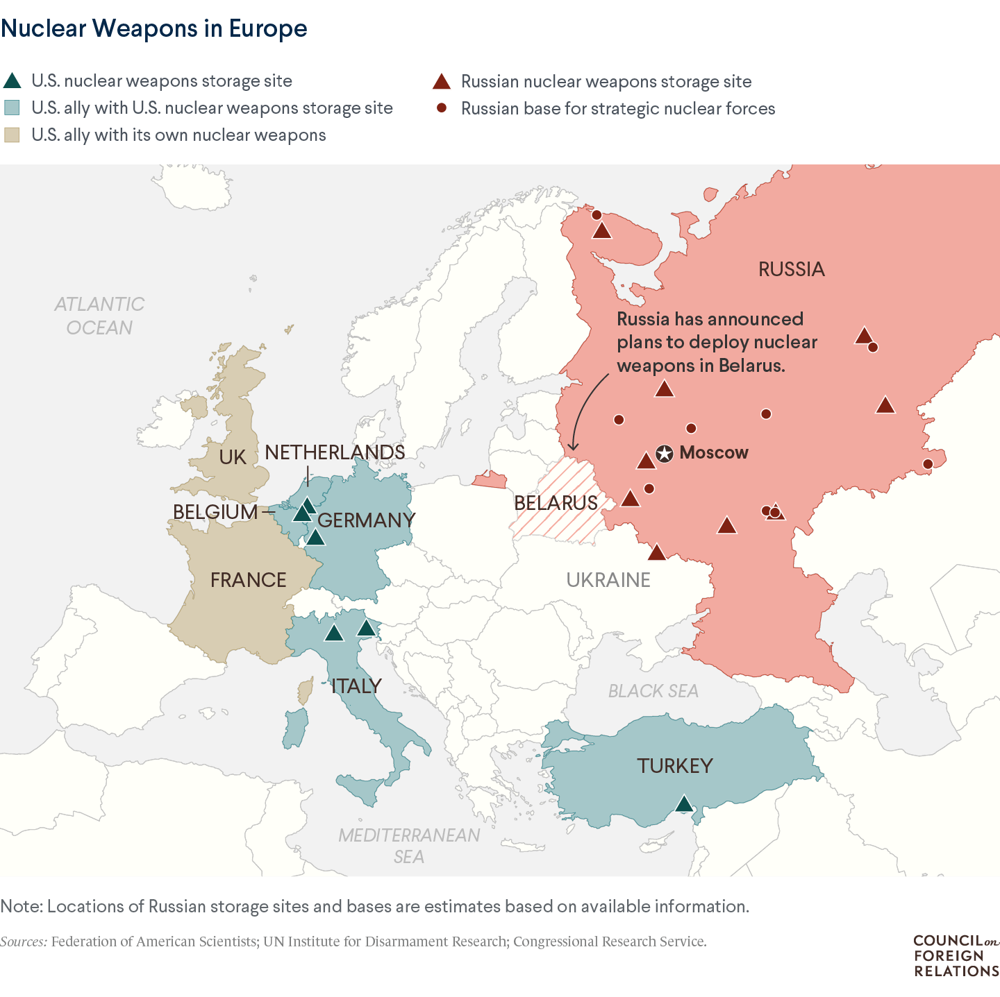 Nuclear Weapons in Europe
U.S. nuclear weapons storage site
U.S. ally with U.S. nuclear weapons storage site
U.S. ally with its own nuclear weapons
Russian nuclear weapons storage site
Russian base for strategic nuclear forces
RUSSIA
ATLANTIC
OCEAN
Russia has announced
plans to deploy nuclear
weapons in Belarus.
UK
NETHERLANDS
Moscow
BELGIUM
GERMANY
BELARUS
FRANCE
UKRAINE
ITALY
BLACK SEA
TURKEY
MEDITERRANEAN
SEA
Note: Locations of Russian storage sites and bases are estimates based on available information.
Sources: Federation of American Scientists; UN Institute for Disarmament Research; Congressional Research Service.
COUNCIL on
FOREIGN
RELATIONS